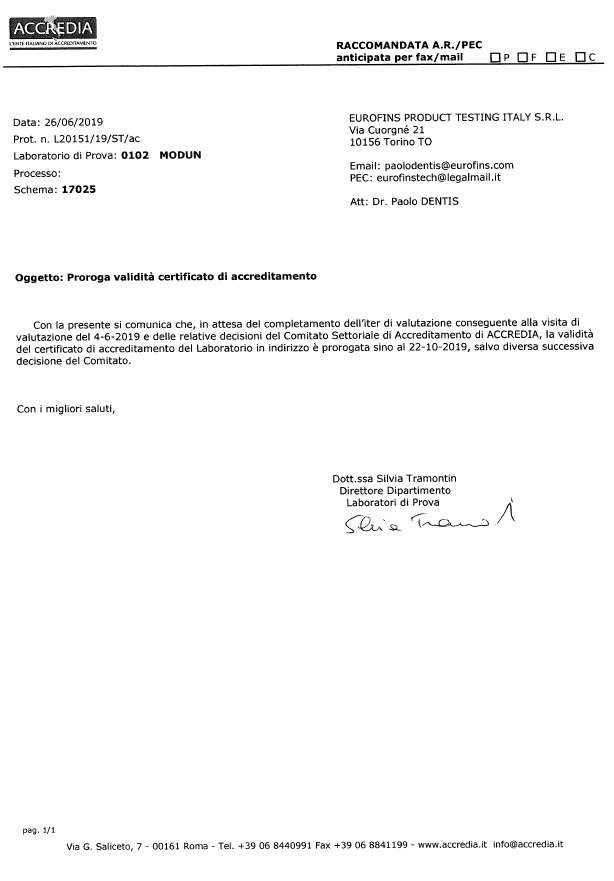 ACCREDIA
L'ENTE ITALIANO DI ACCREDITAMENTO
RACCOMANDATA A.R./PEC
anticipata per fax/mail P F E C
Data: 26/06/2019
Prot. n. L20151/19/ST/ac
Laboratorio di Prova: 0102 MODUN
Processo:
Schema: 17025
EUROFINS PRODUCT TESTING ITALY S.R.L.
Via Cuorgné 21
10156 Torino TO
Email: paolodentis@eurofins.com
PEC: eurofinstech@legalmail.it
Att: Dr. Paolo DENTIS
Oggetto: Proroga validità certificato di accreditamento
Con la presente si comunica che, in attesa del completamento dell'iter di valutazione conseguente alla visita di
valutazione del 4-6-2019 e delle relative decisioni del Comitato Settoriale di Accreditamento di ACCREDIA, la validità
del certificato di accreditamento del Laboratorio in indirizzo è prorogata sino al 22-10-2019, salvo diversa successiva
decisione del Comitato.
Con i migliori saluti,
Dott.ssa Silvia Tramontin
Direttore Dipartimento
Laboratori di Prova
pag. 1/1
Via G. Saliceto, 7 - 00161 Roma - Tel. +39 06 8440991 Fax +39 06 8841199 - www.accredia.it info@accredia.it